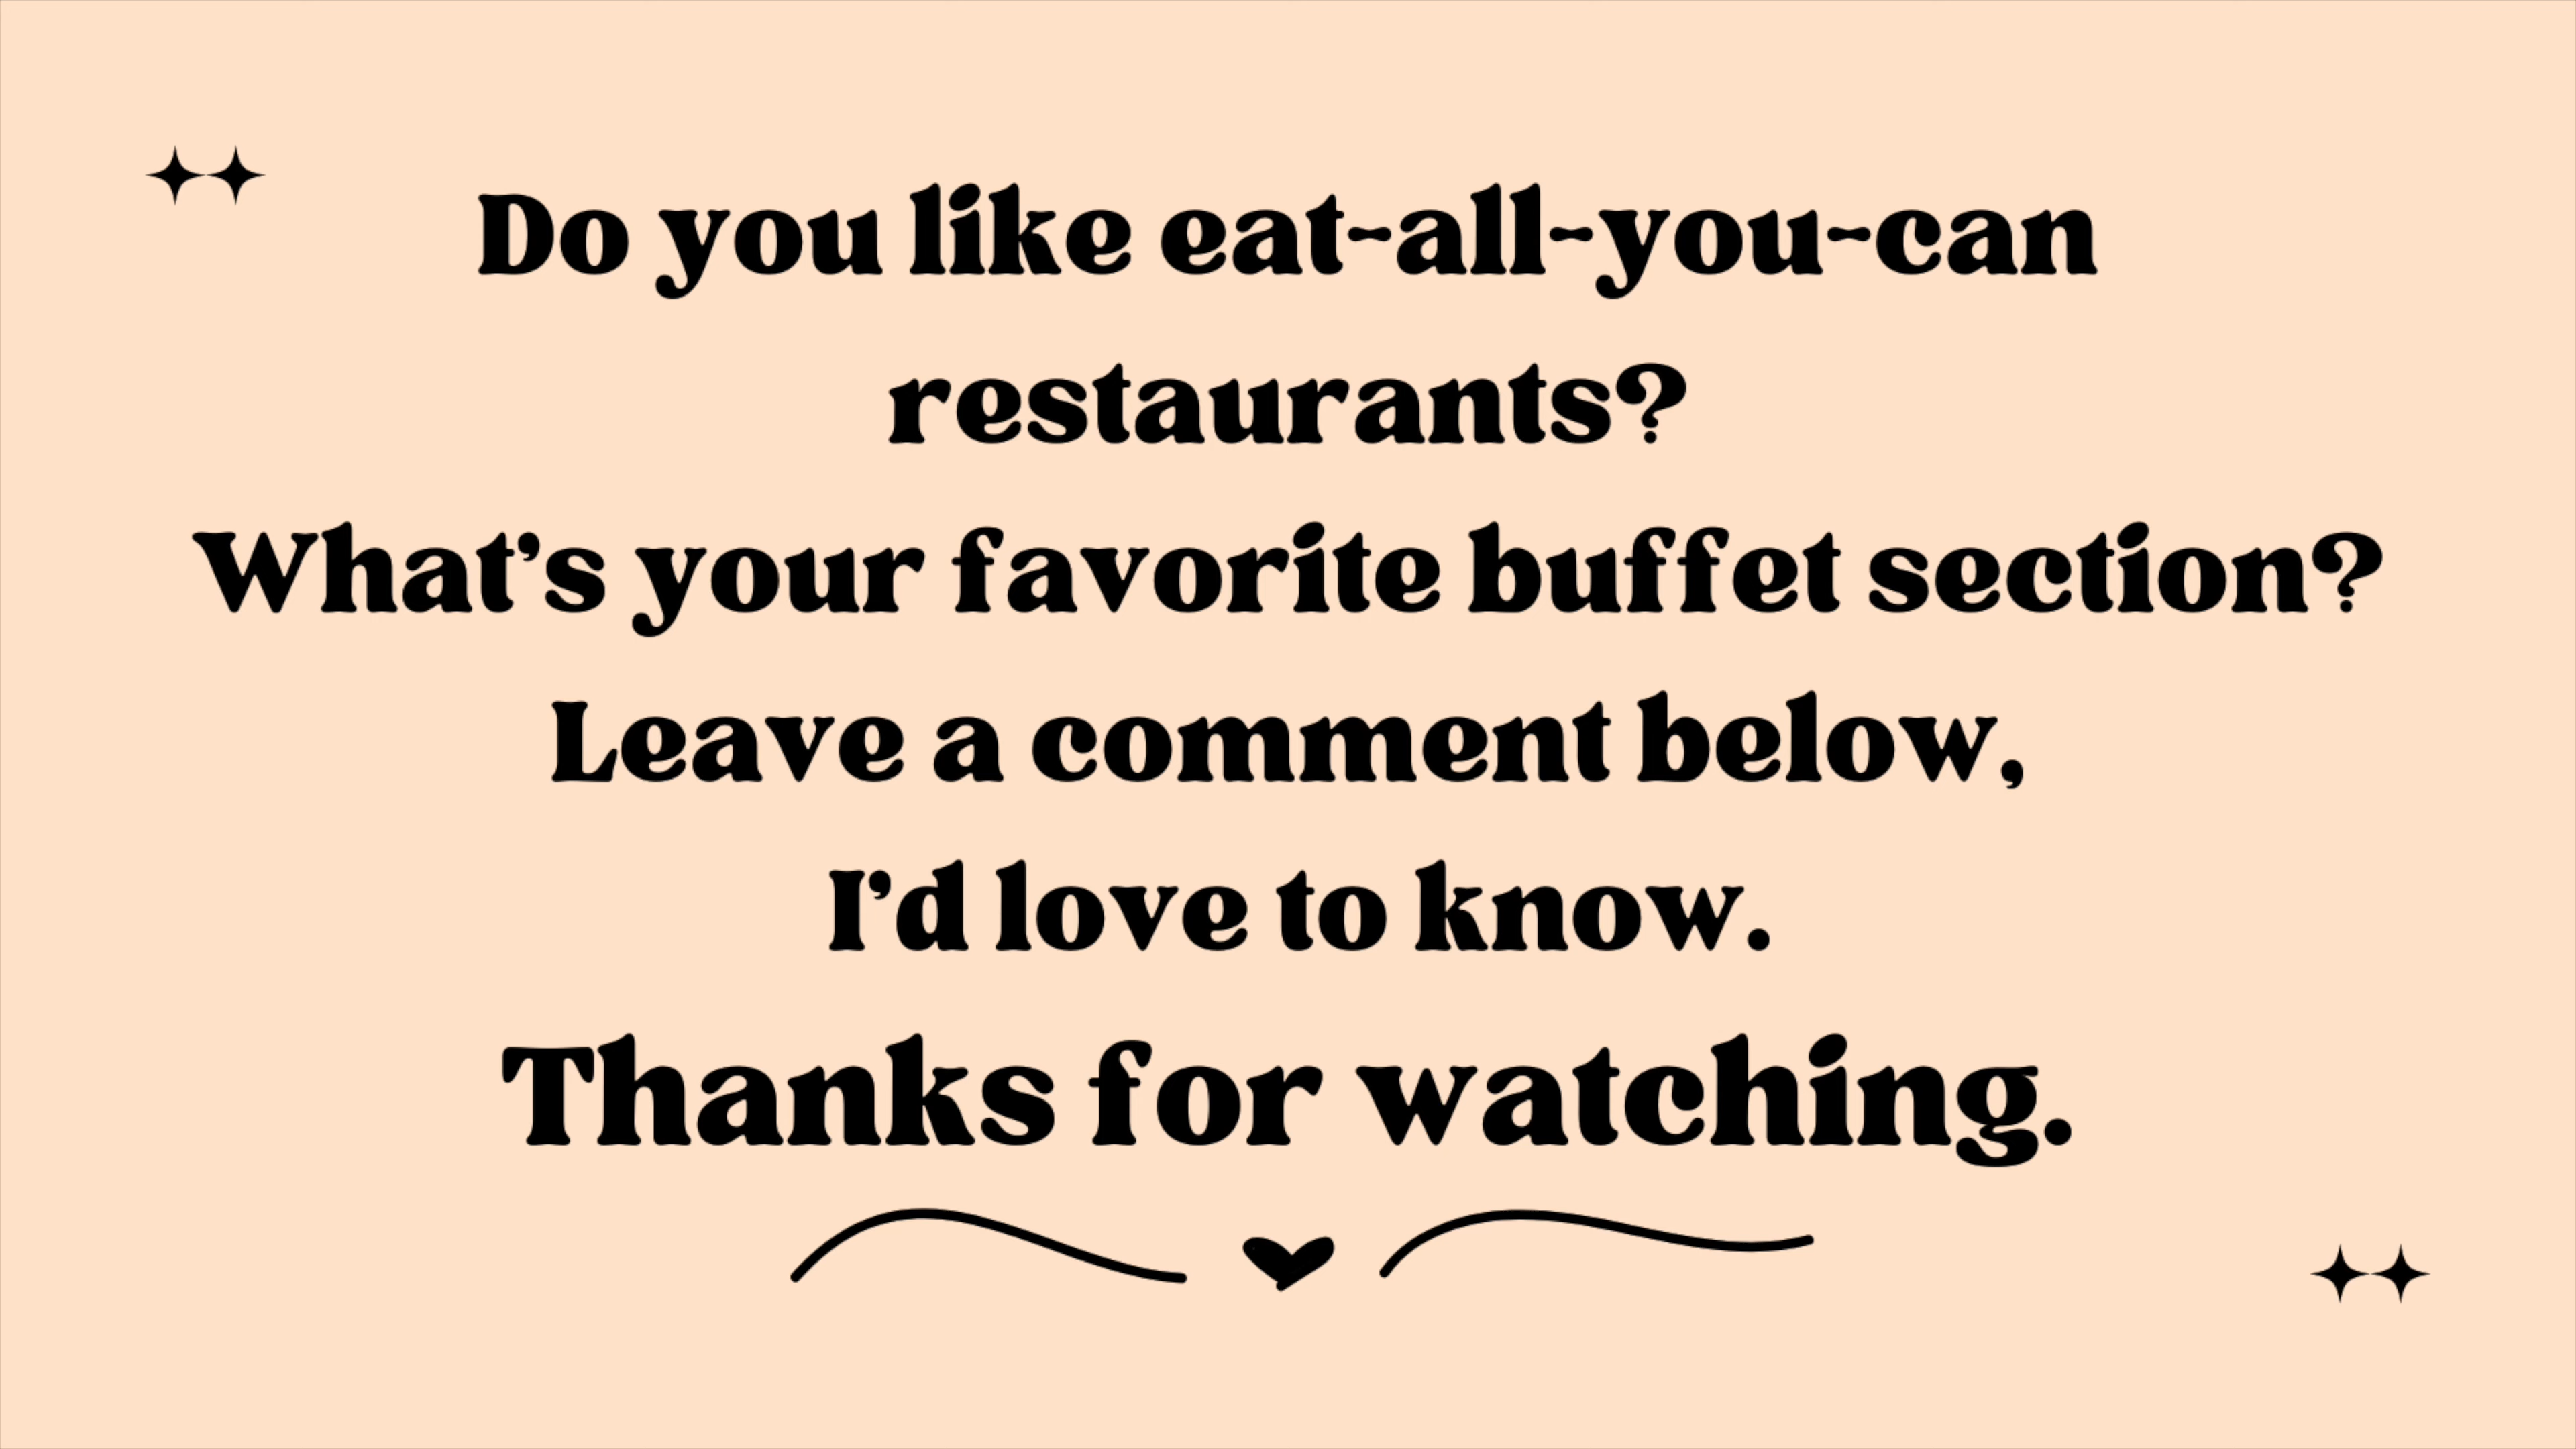 Do you like eat-all-you-can
restaurants?
What's your favorite buffet section?
Leave a comment below,
I'd love to know.
Thanks for watching.